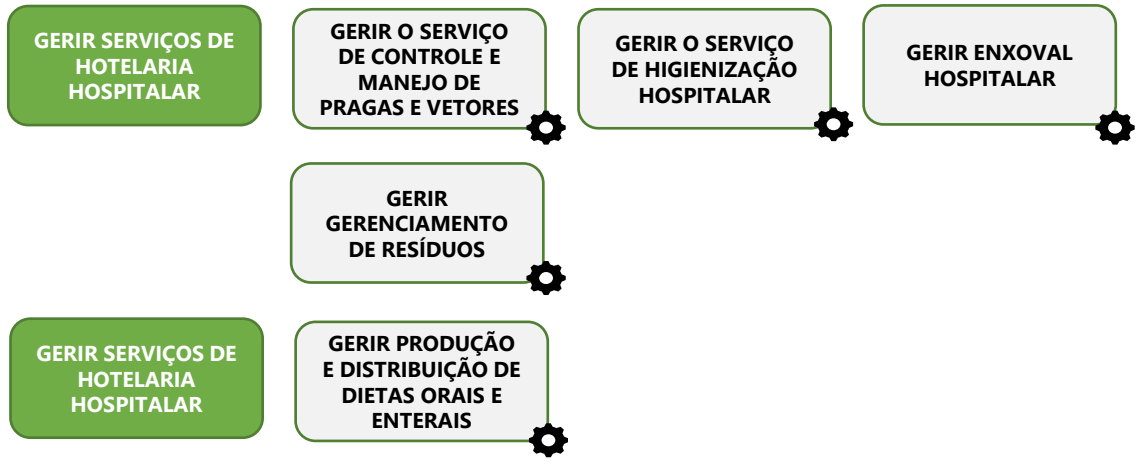 GERIR SERVIÇOS DE
HOTELARIA
HOSPITALAR
GERIR O SERVIÇO
DE CONTROLE E
MANEJO DE
PRAGAS E VETORES
GERIR O SERVIÇO
DE HIGIENIZAÇÃO
HOSPITALAR
GERIR ENXOVAL
HOSPITALAR
GERIR
GERENCIAMENTO
DE RESÍDUOS
GERIR SERVIÇOS DE
HOTELARIA
HOSPITALAR
GERIR PRODUÇÃO
E DISTRIBUIÇÃO DE
DIETAS ORAIS E
ENTERAIS